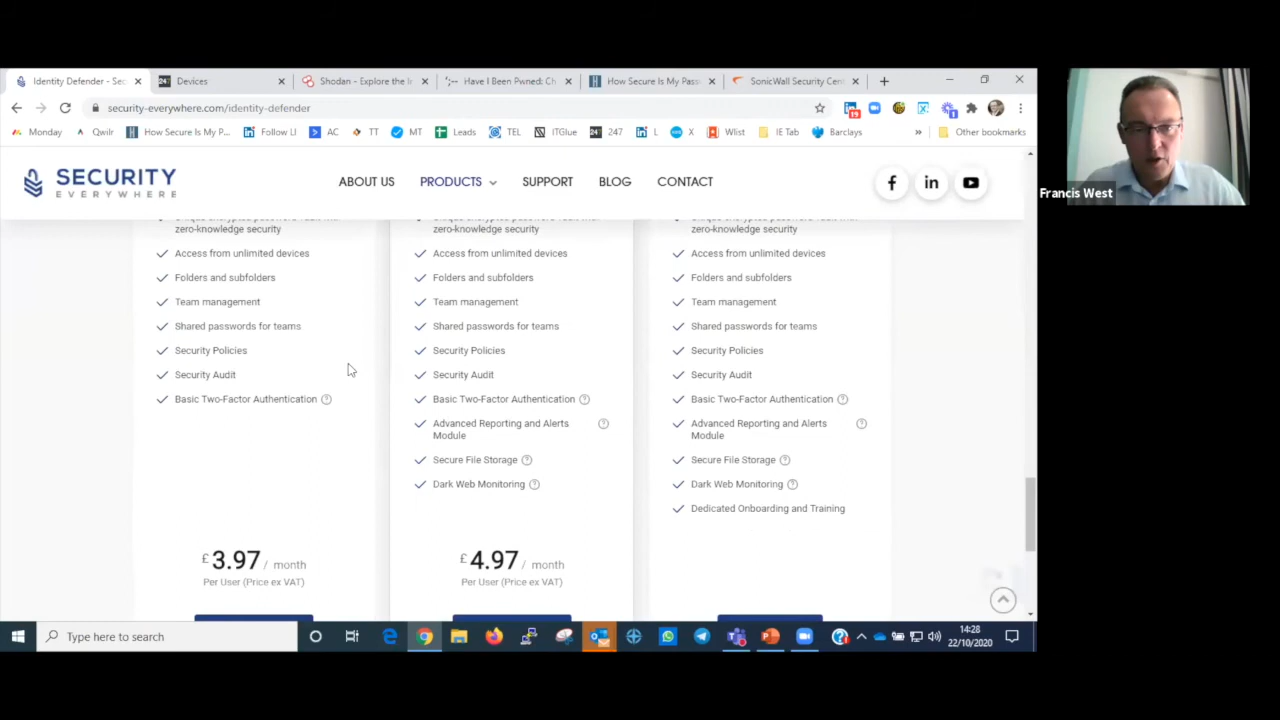 Identity Defender - Sec
Devices
Shodan - Explore the In
Have I Been Pwned: Ch
How Secure Is My Pass
SonicWall Security Cent
security-everywhere.com/identity-defender
Monday
Qwilr
How Secure Is My P...
Follow LI
AC
TT
MT
Leads
TEL
ITGlue
247
L
X
Wlist
IE Tab
Barclays
»
Other bookmarks
Francis West
SECURITY
EVERYWHERE
ABOUT US
PRODUCTS
SUPPORT
BLOG
CONTACT
zero-knowledge security
Access from unlimited devices
Folders and subfolders
Team management
Shared passwords for teams
Security Policies
Security Audit
Basic Two-Factor Authentication
£3.97 / month
Per User (Price ex VAT)
zero-knowledge security
Access from unlimited devices
Folders and subfolders
Team management
Shared passwords for teams
Security Policies
Security Audit
Basic Two-Factor Authentication
Advanced Reporting and Alerts
Module
Secure File Storage
Dark Web Monitoring
£4.97 / month
Per User (Price ex VAT)
zero-knowledge security
Access from unlimited devices
Folders and subfolders
Team management
Shared passwords for teams
Security Policies
Security Audit
Basic Two-Factor Authentication
Advanced Reporting and Alerts
Module
Secure File Storage
Dark Web Monitoring
Dedicated Onboarding and Training
Type here to search
14:28
22/10/2020